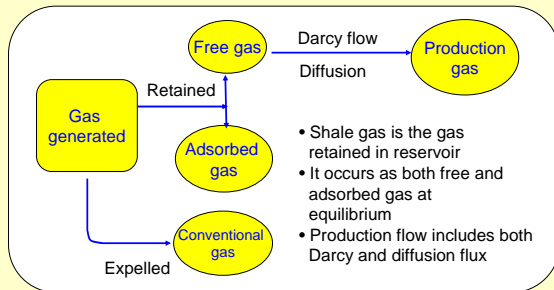 Free gas
Darcy flow
Diffusion
Production
gas
Retained
Gas
generated
Adsorbed
gas
Conventional
gas
Expelled
• Shale gas is the gas
retained in reservoir
• It occurs as both free and
adsorbed gas at
equilibrium
• Production flow includes both
Darcy and diffusion flux